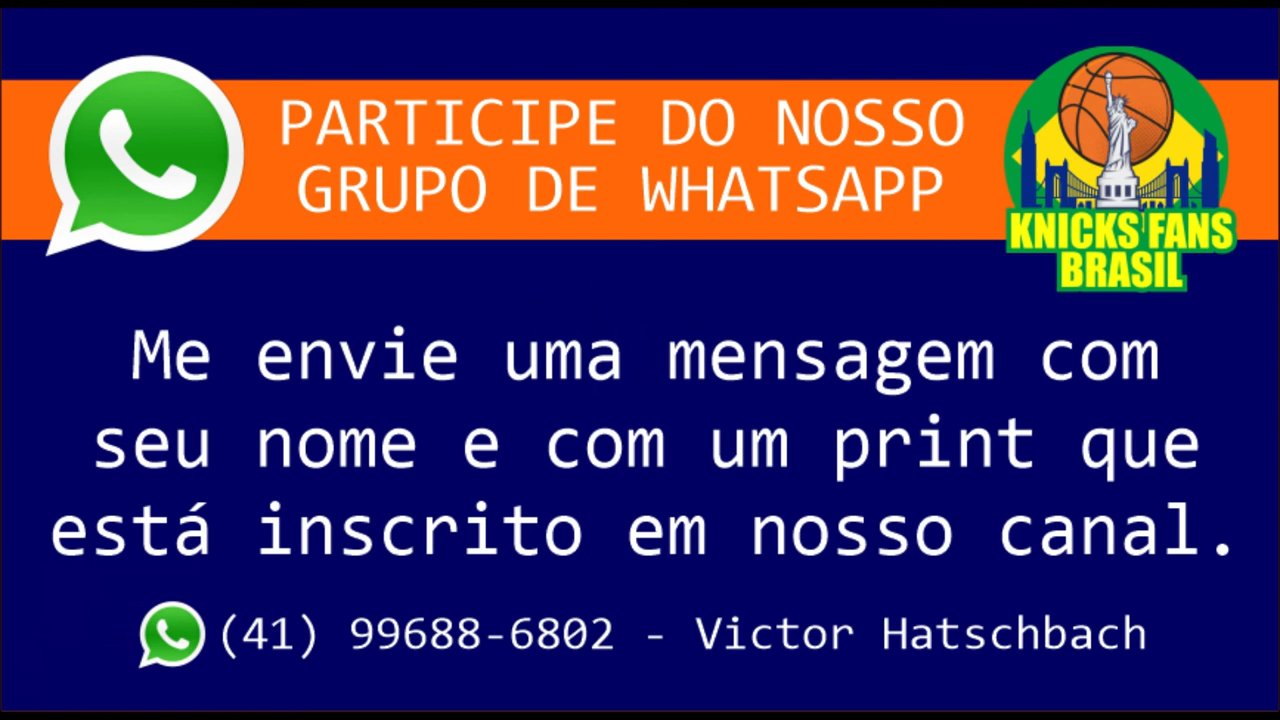 PARTICIPE DO NOSSO
GRUPO DE WHATSAPP
KNICKS FANS
BRASIL
Me envie uma mensagem com
seu nome e com um print que
está inscrito em nosso canal.
(41) 99688-6802 - Victor Hatschbach